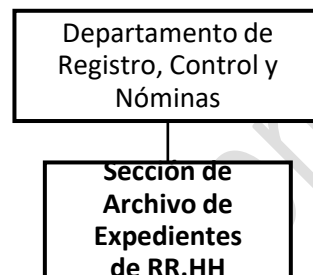 Departamento de
Registro, Control y
Nóminas
Sección de
Archivo de
Expedientes
de RR.HH